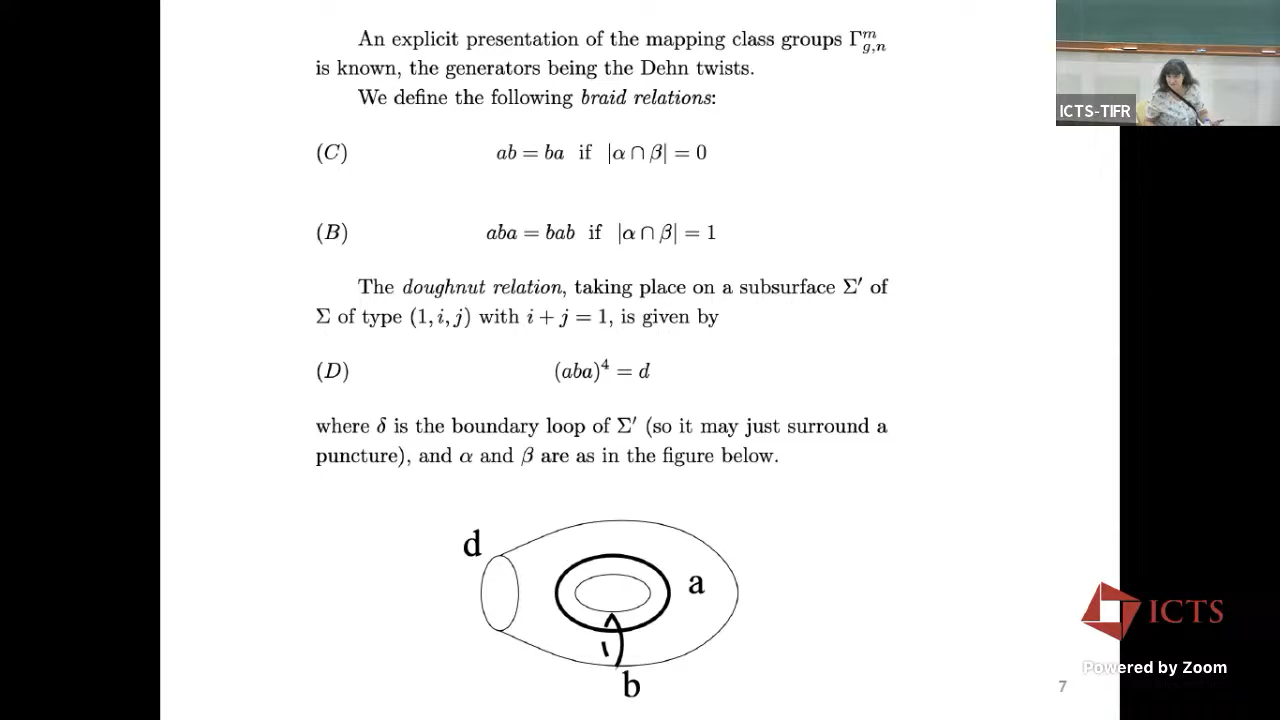 An explicit presentation of the mapping class groups Γ^m_{g,n}
is known, the generators being the Dehn twists.
We define the following braid relations:
(C) ab = ba if |α ∩ β| = 0
(B) aba = bab if |α ∩ β| = 1
The doughnut relation, taking place on a subsurface Σ′ of
Σ of type (1, i, j) with i + j = 1, is given by
(D) (aba)^4 = d
where δ is the boundary loop of Σ′ (so it may just surround a
puncture), and α and β are as in the figure below.
d
a
b
7
ICTS-TIFR
ICTS
Powered by Zoom